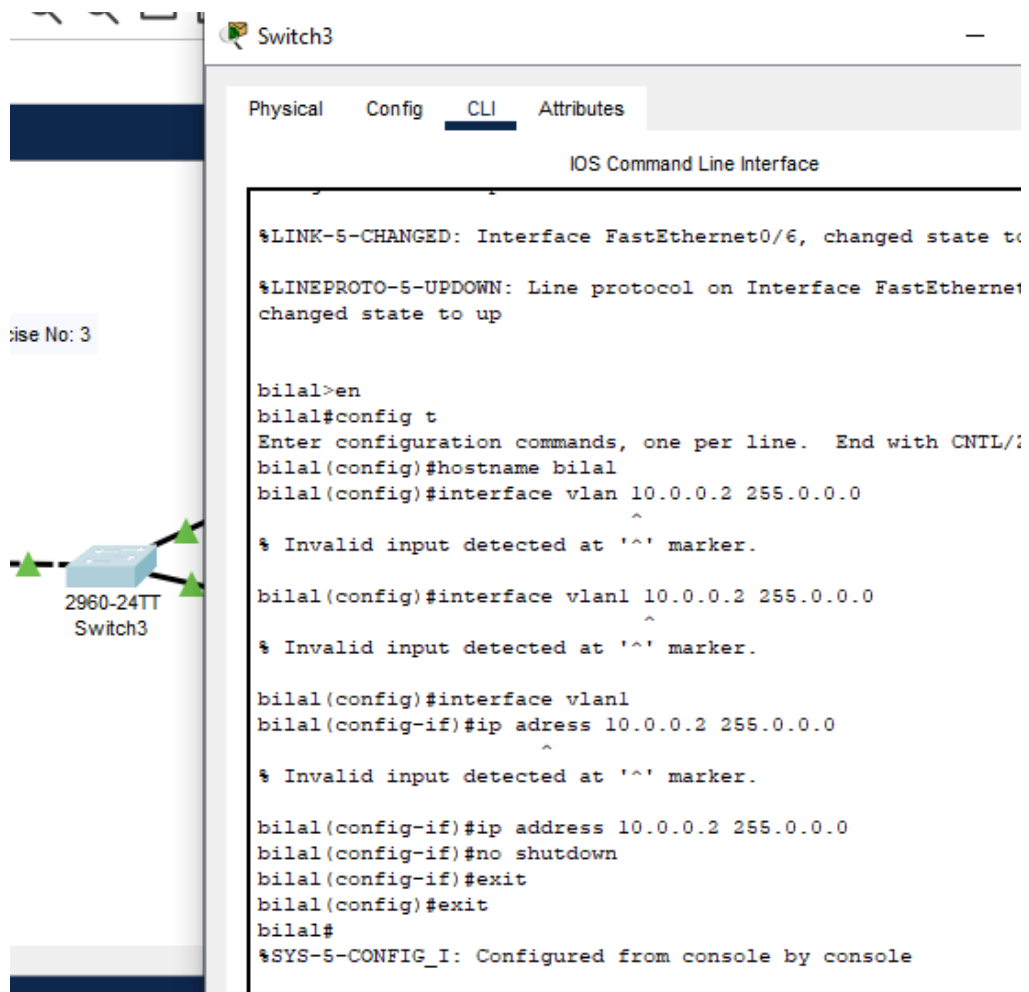 Switch3
Physical Config CLI Attributes
IOS Command Line Interface
%LINK-5-CHANGED: Interface FastEthernet0/6, changed state to
%LINEPROTO-5-UPDOWN: Line protocol on Interface FastEthernet
changed state to up
cise No: 3
bilal>en
bilal#config t
Enter configuration commands, one per line. End with CNTL/
bilal(config)#hostname bilal
bilal(config)#interface vlan 10.0.0.2 255.0.0.0
^
% Invalid input detected at '^' marker.
bilal(config)#interface vlan1 10.0.0.2 255.0.0.0
^
% Invalid input detected at '^' marker.
bilal(config)#interface vlan1
bilal(config-if)#ip adress 10.0.0.2 255.0.0.0
^
% Invalid input detected at '^' marker.
bilal(config-if)#ip address 10.0.0.2 255.0.0.0
bilal(config-if)#no shutdown
bilal(config-if)#exit
bilal(config)#exit
bilal#
%SYS-5-CONFIG_I: Configured from console by console
2960-24TT
Switch3